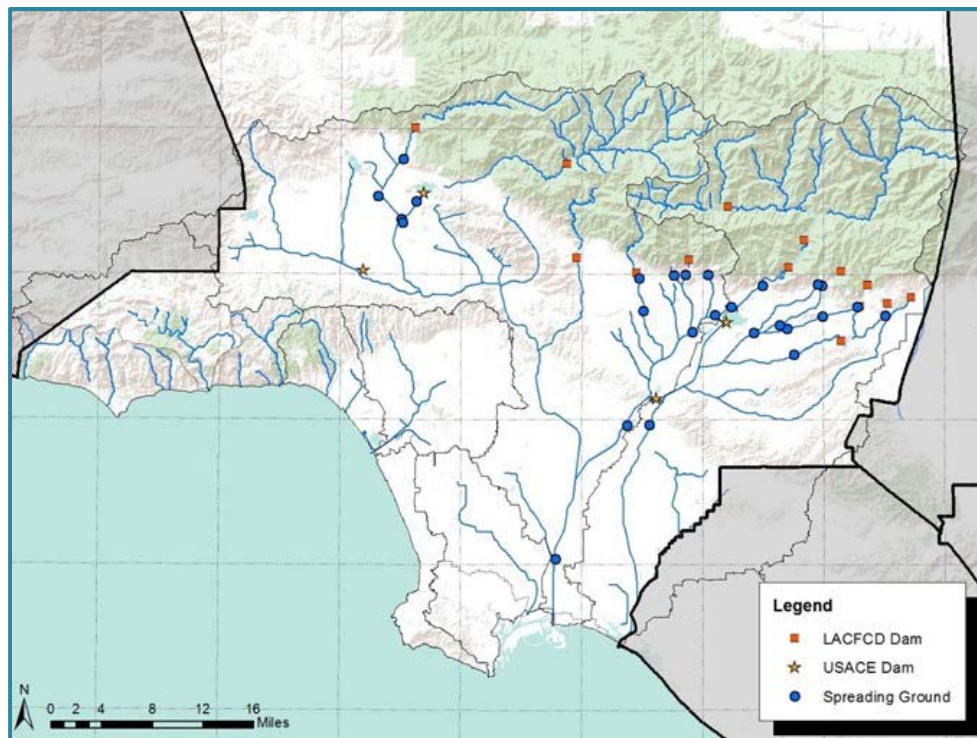 Legend
LACFCD Dam
USACE Dam
Spreading Ground
N
0 2 4 8 12 16
Miles